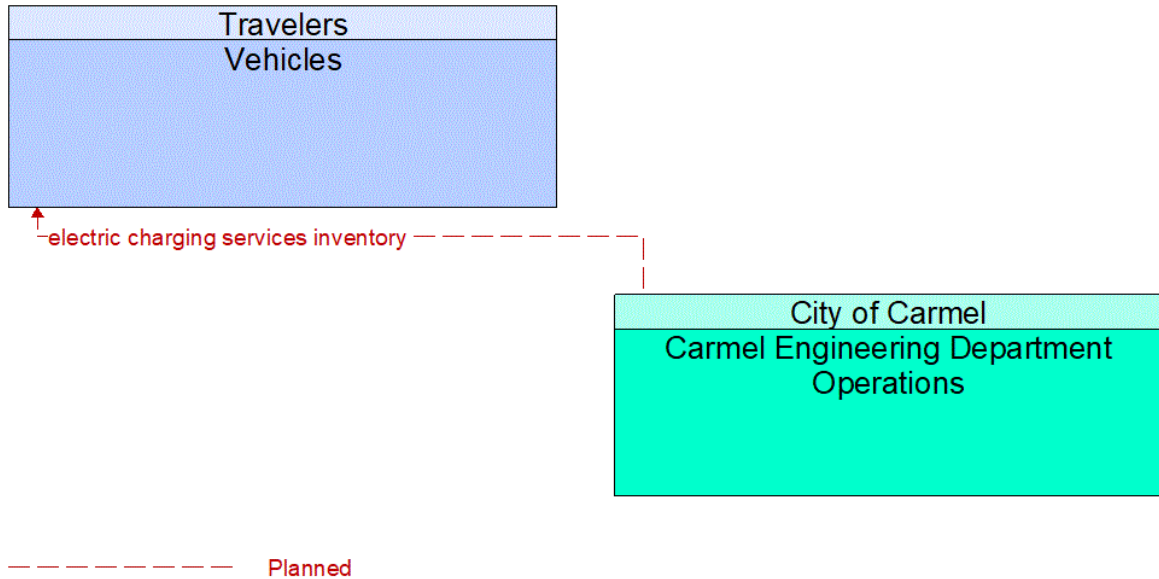 Travelers
Vehicles
electric charging services inventory
City of Carmel
Carmel Engineering Department
Operations
Planned